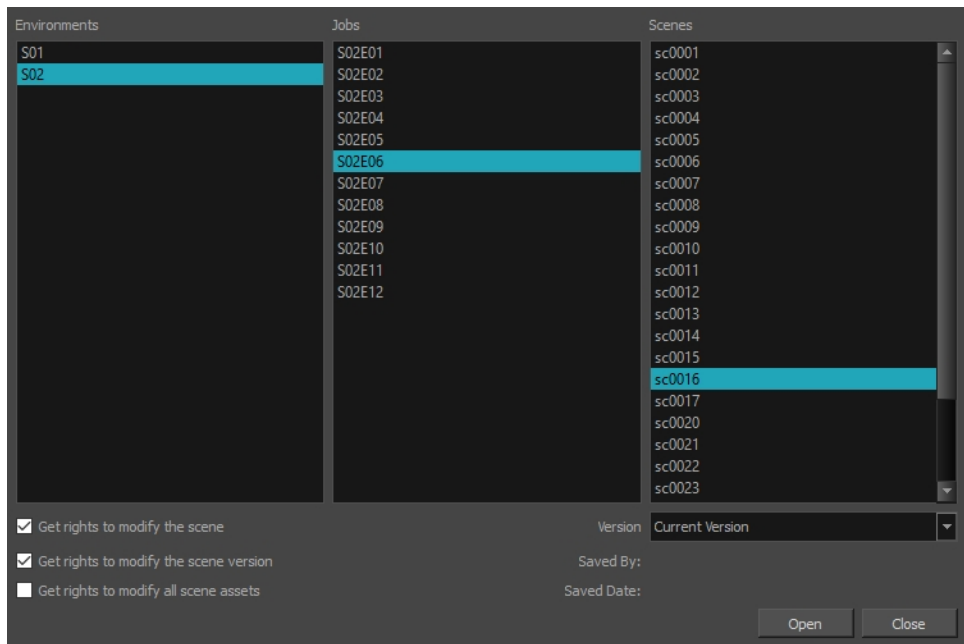 Environments
S01
S02
Jobs
S02E01
S02E02
S02E03
S02E04
S02E05
S02E06
S02E07
S02E08
S02E09
S02E10
S02E11
S02E12
Scenes
sc0001
sc0002
sc0003
sc0004
sc0005
sc0006
sc0007
sc0008
sc0009
sc0010
sc0011
sc0012
sc0013
sc0014
sc0015
sc0016
sc0017
sc0020
sc0021
sc0022
sc0023
Get rights to modify the scene
Get rights to modify the scene version
Get rights to modify all scene assets
Version Current Version
Saved By:
Saved Date:
Open Close